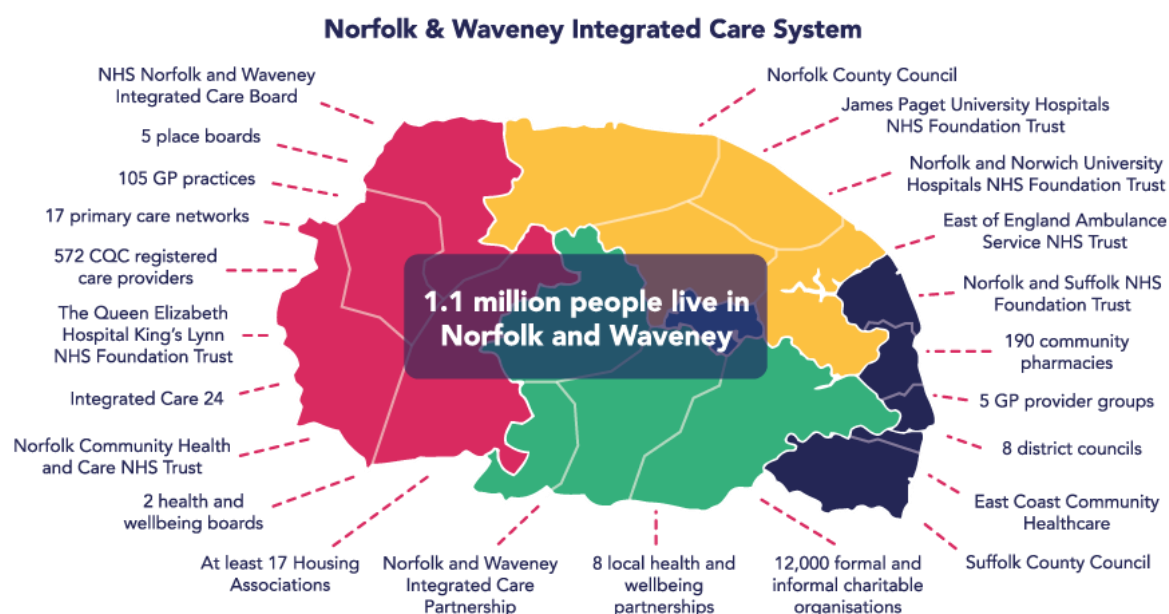 Norfolk & Waveney Integrated Care System
NHS Norfolk and Waveney
Integrated Care Board
5 place boards
105 GP practices
17 primary care networks
572 CQC registered
care providers
The Queen Elizabeth
Hospital King's Lynn
NHS Foundation Trust
Integrated Care 24
Norfolk Community Health
and Care NHS Trust
2 health and
wellbeing boards
At least 17 Housing
Associations
Norfolk and Waveney
Integrated Care
Partnership
8 local health and
wellbeing
partnerships
12,000 formal and
informal charitable
organisations
1.1 million people live in
Norfolk and Waveney
Norfolk County Council
James Paget University Hospitals
NHS Foundation Trust
Norfolk and Norwich University
Hospitals NHS Foundation Trust
East of England Ambulance
Service NHS Trust
Norfolk and Suffolk NHS
Foundation Trust
190 community
pharmacies
5 GP provider groups
8 district councils
East Coast Community
Healthcare
Suffolk County Council